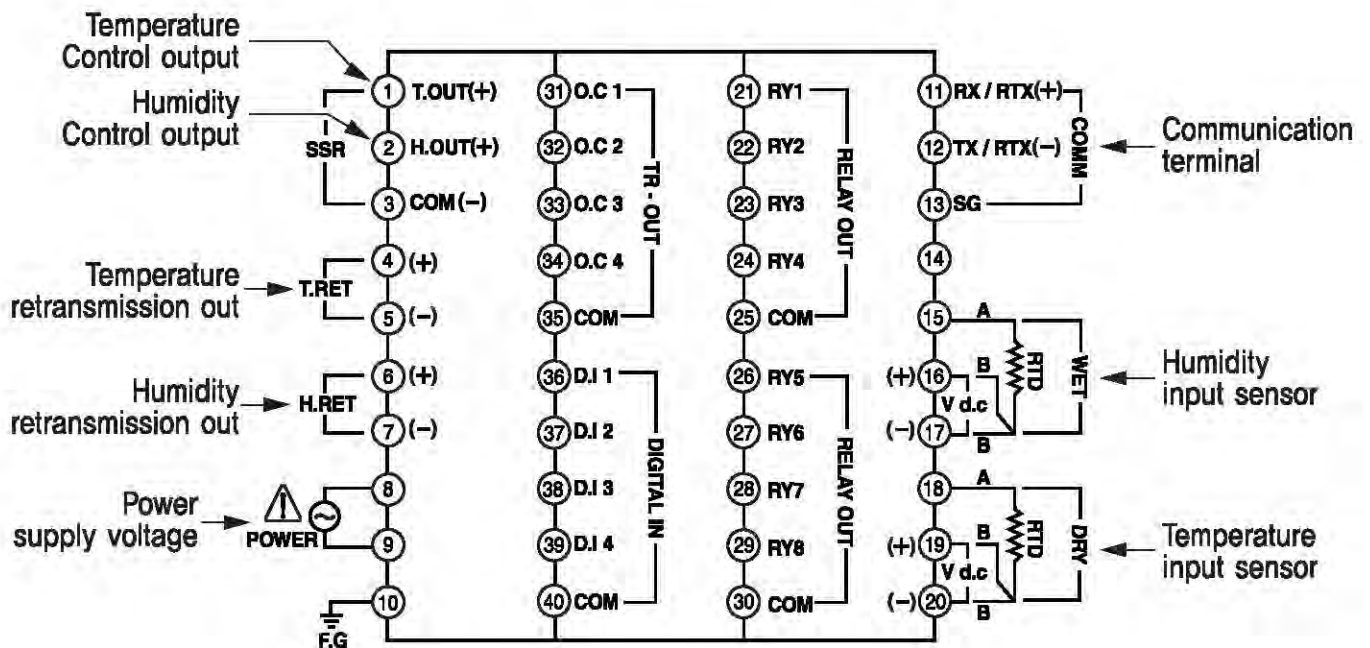 Temperature
Control output
Humidity
Control output
SSR
1 T.OUT(+)
2 H.OUT(+)
3 COM(−)
Temperature
retransmission out
T.RET
4 (+)
5 (−)
Humidity
retransmission out
H.RET
6 (+)
7 (−)
Power
supply voltage
POWER
8
9
10
F.G
31 O.C 1
32 O.C 2
33 O.C 3
34 O.C 4
35 COM
TR - OUT
36 D.I 1
37 D.I 2
38 D.I 3
39 D.I 4
40 COM
DIGITAL IN
21 RY1
22 RY2
23 RY3
24 RY4
25 COM
RELAY OUT
26 RY5
27 RY6
28 RY7
29 RY8
30 COM
RELAY OUT
11 RX / RTX(+)
12 TX / RTX(−)
13 SG
COMM
Communication
terminal
14
15 A
(+) 16 B
V d.c
(−) 17 B
RTD
WET
Humidity
input sensor
18 A
(+) 19 B
V d.c
(−) 20 B
RTD
DRY
Temperature
input sensor